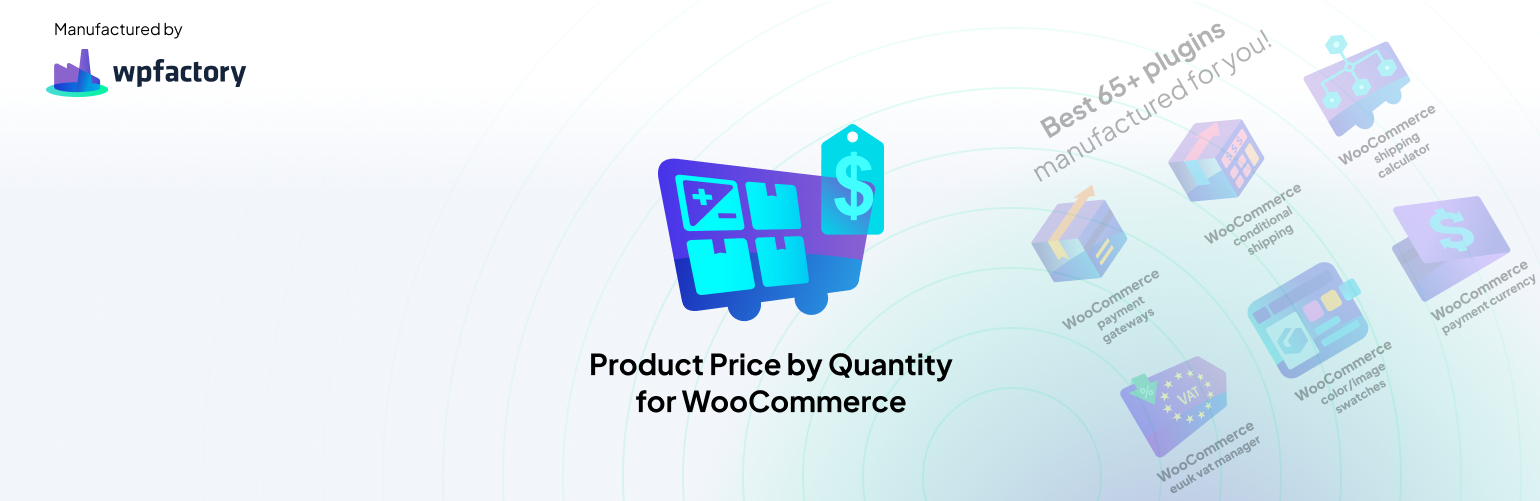 Manufactured by
wpfactory
Product Price by Quantity
for WooCommerce
Best 65+ plugins
manufactured for you!
WooCommerce
shipping
calculator
WooCommerce
conditional
shipping
WooCommerce
payment
gateways
WooCommerce
payment currency
WooCommerce
color/image
swatches
VAT
%
WooCommerce
euuk vat manager
$
$
$$$